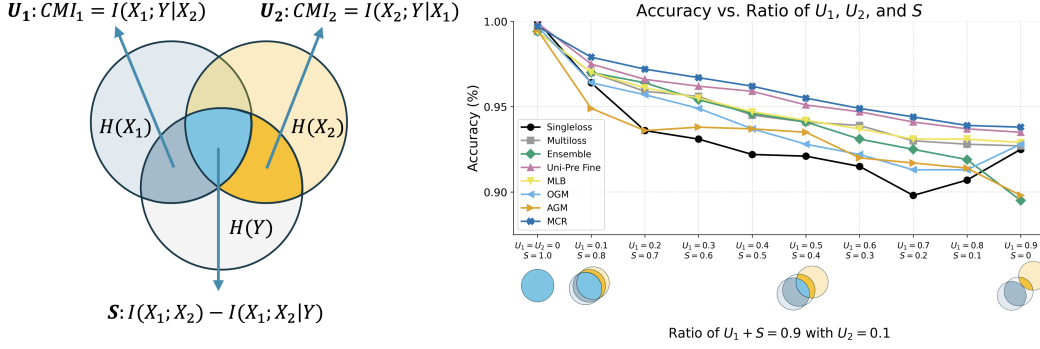 U₁: CMI₁ = I(X₁; Y|X₂)
U₂: CMI₂ = I(X₂; Y|X₁)
H(X₁)
H(X₂)
H(Y)
S: I(X₁; X₂) − I(X₁; X₂|Y)
Accuracy vs. Ratio of U₁, U₂, and S
Accuracy (%)
1.00
0.95
0.90
Singleloss
Multiloss
Ensemble
Uni-Pre Fine
MLB
OGM
AGM
MCR
U₁ = U₂ = 0
S = 1.0
U₁ = 0.1
S = 0.8
U₁ = 0.2
S = 0.7
U₁ = 0.3
S = 0.6
U₁ = 0.4
S = 0.5
U₁ = 0.5
S = 0.4
U₁ = 0.6
S = 0.3
U₁ = 0.7
S = 0.2
U₁ = 0.8
S = 0.1
U₁ = 0.9
S = 0
Ratio of U₁ + S = 0.9 with U₂ = 0.1